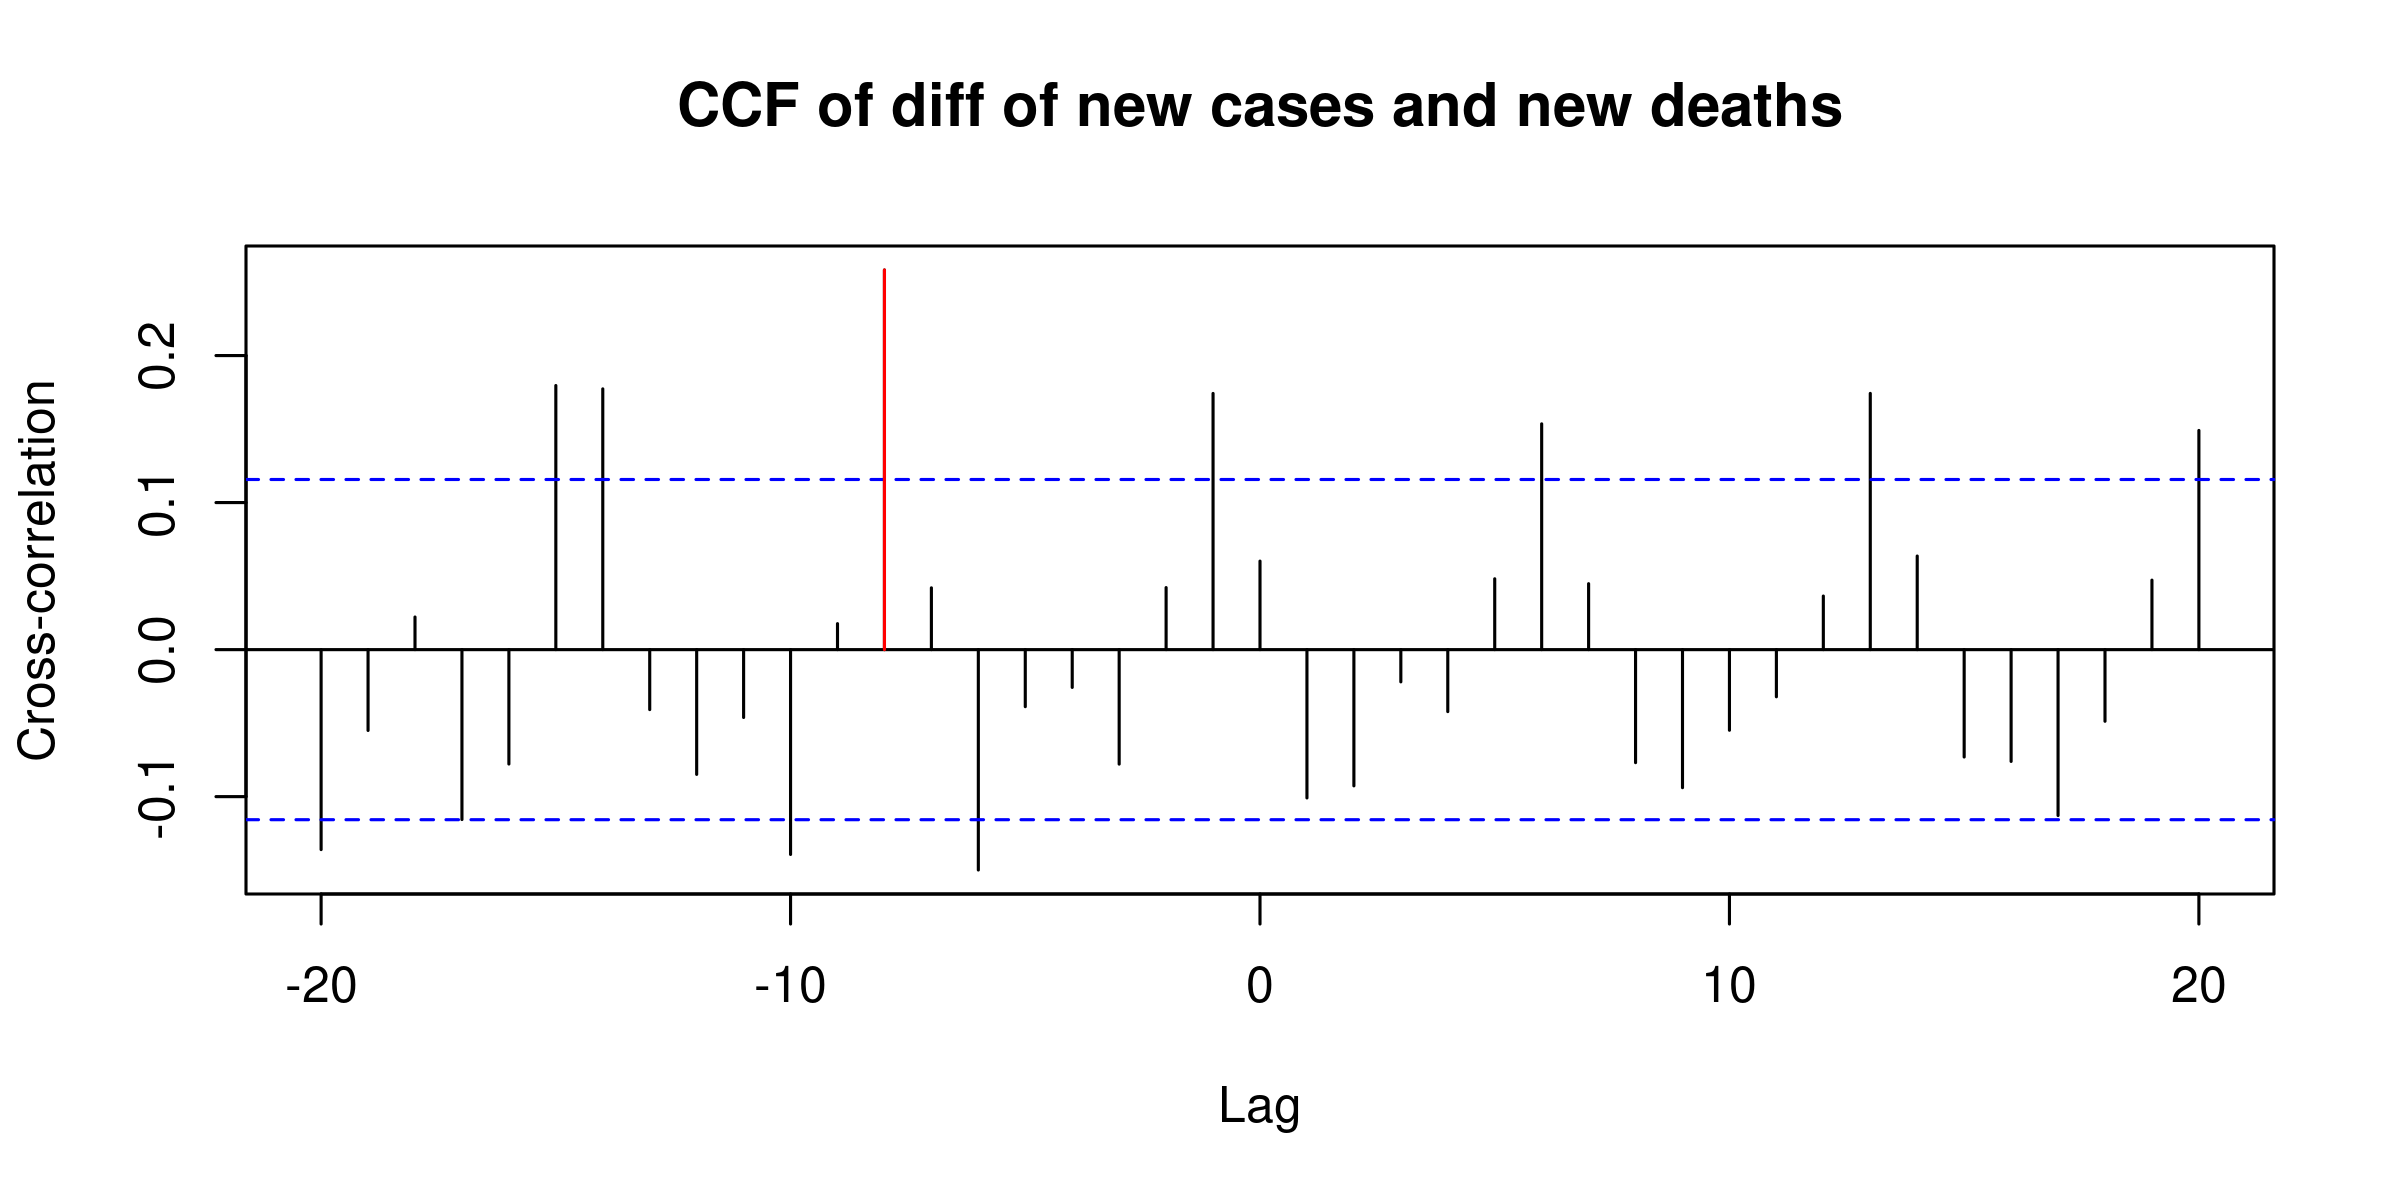 CCF of diff of new cases and new deaths
Cross-correlation
0.2
0.1
0.0
-0.1
-20 -10 0 10 20
Lag